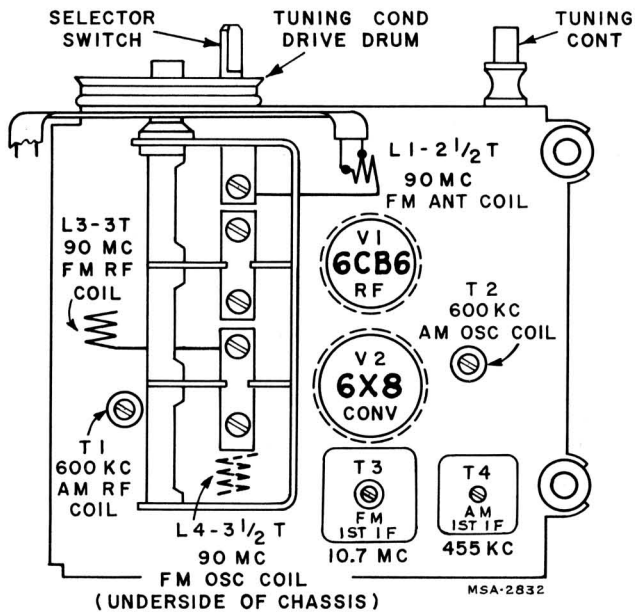 SELECTOR
SWITCH
TUNING COND
DRIVE DRUM
TUNING
CONT
L1-2 1/2 T
90 MC
FM ANT COIL
L3-3T
90 MC
FM RF
COIL
V1
6CB6
RF
T2
600 KC
AM OSC COIL
V2
6X8
CONV
T1
600 KC
AM RF
COIL
T3
FM
1ST IF
10.7 MC
T4
AM
1ST IF
455 KC
L4-3 1/2 T
90 MC
FM OSC COIL
(UNDERSIDE OF CHASSIS)
MSA-2832